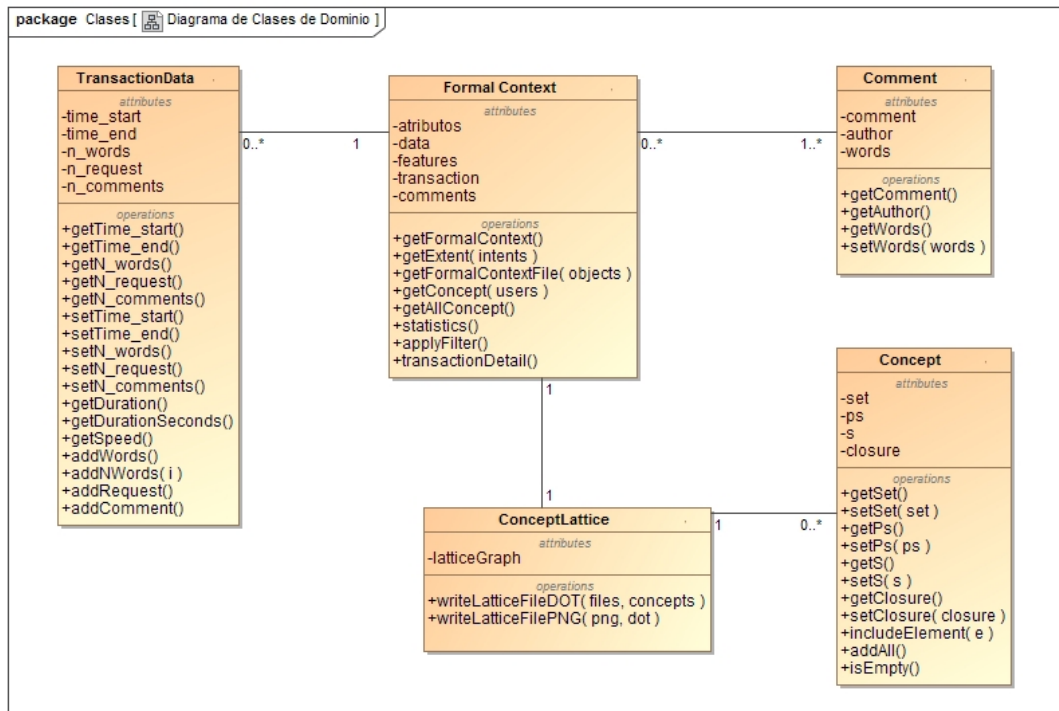 package Clases [ Diagrama de Clases de Dominio ]
TransactionData
attributes
-time_start
-time_end
-n_words
-n_request
-n_comments
operations
+getTime_start()
+getTime_end()
+getN_words()
+getN_request()
+getN_comments()
+setTime_start()
+setTime_end()
+setN_words()
+setN_request()
+setN_comments()
+getDuration()
+getDurationSeconds()
+getSpeed()
+addWords()
+addNWords( i )
+addRequest()
+addComment()
0..*
1
Formal Context
attributes
-atributos
-data
-features
-transaction
-comments
operations
+getFormalContext()
+getExtent( intents )
+getFormalContextFile( objects )
+getConcept( users )
+getAllConcept()
+statistics()
+applyFilter()
+transactionDetail()
0..*
1..*
Comment
attributes
-comment
-author
-words
operations
+getComment()
+getAuthor()
+getWords()
+setWords( words )
1
1
ConceptLattice
attributes
-latticeGraph
operations
+writeLatticeFileDOT( files, concepts )
+writeLatticeFilePNG( png, dot )
1
0..*
Concept
attributes
-set
-ps
-s
-closure
operations
+getSet()
+setSet( set )
+getPs()
+setPs( ps )
+getS()
+setS( s )
+getClosure()
+setClosure( closure )
+includeElement( e )
+addAll()
+isEmpty()